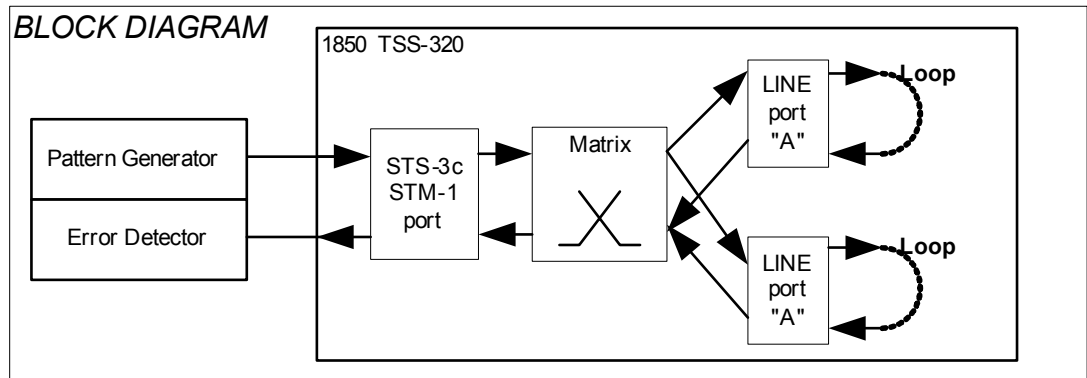 BLOCK DIAGRAM
1850 TSS-320
Pattern Generator
Error Detector
STS-3c
STM-1
port
Matrix
LINE
port
"A"
Loop
LINE
port
"A"
Loop